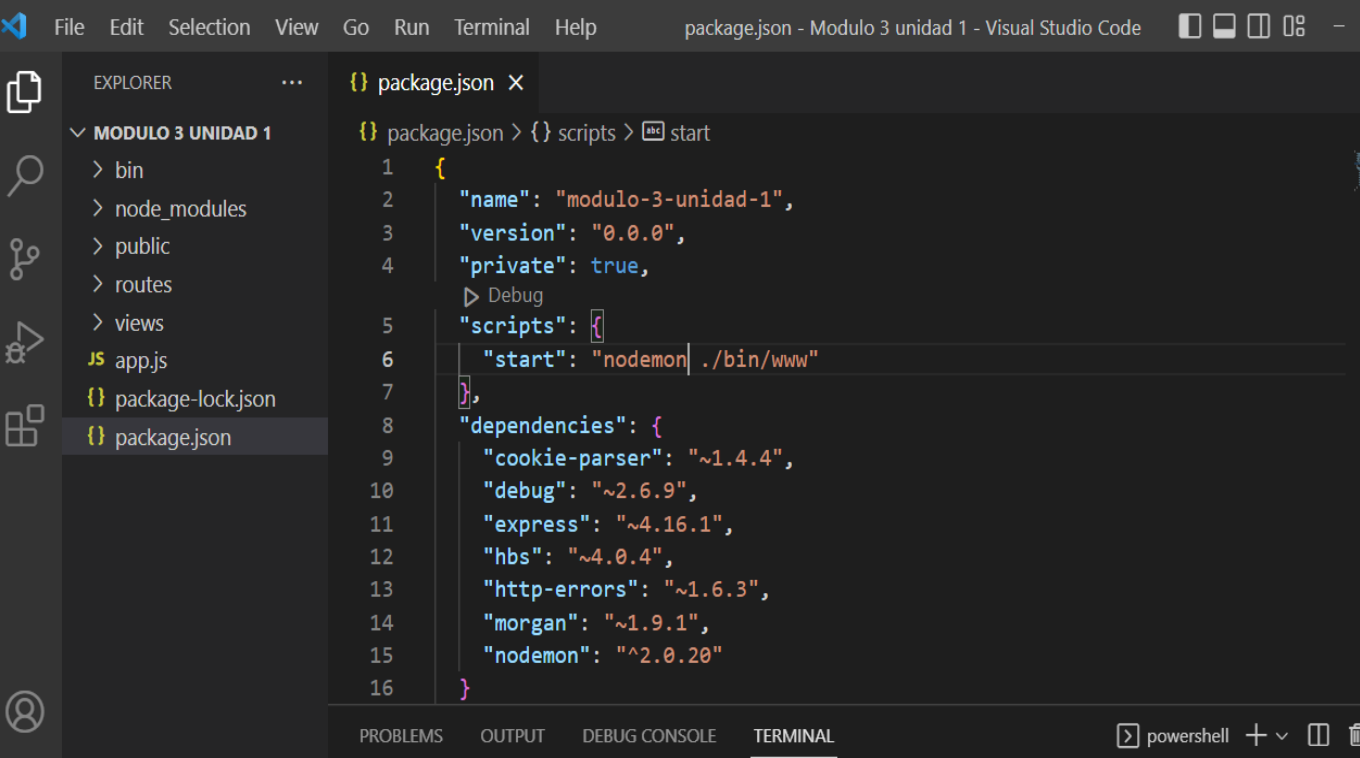 File Edit Selection View Go Run Terminal Help package.json - Modulo 3 unidad 1 - Visual Studio Code
EXPLORER ···
MODULO 3 UNIDAD 1
bin
node_modules
public
routes
views
JS app.js
{} package-lock.json
{} package.json
{} package.json ×
{} package.json > {} scripts > abc start
1 {
2 "name": "modulo-3-unidad-1",
3 "version": "0.0.0",
4 "private": true,
Debug
5 "scripts": {
6 "start": "nodemon ./bin/www"
7 },
8 "dependencies": {
9 "cookie-parser": "~1.4.4",
10 "debug": "~2.6.9",
11 "express": "~4.16.1",
12 "hbs": "~4.0.4",
13 "http-errors": "~1.6.3",
14 "morgan": "~1.9.1",
15 "nodemon": "^2.0.20"
16 }
PROBLEMS OUTPUT DEBUG CONSOLE TERMINAL powershell